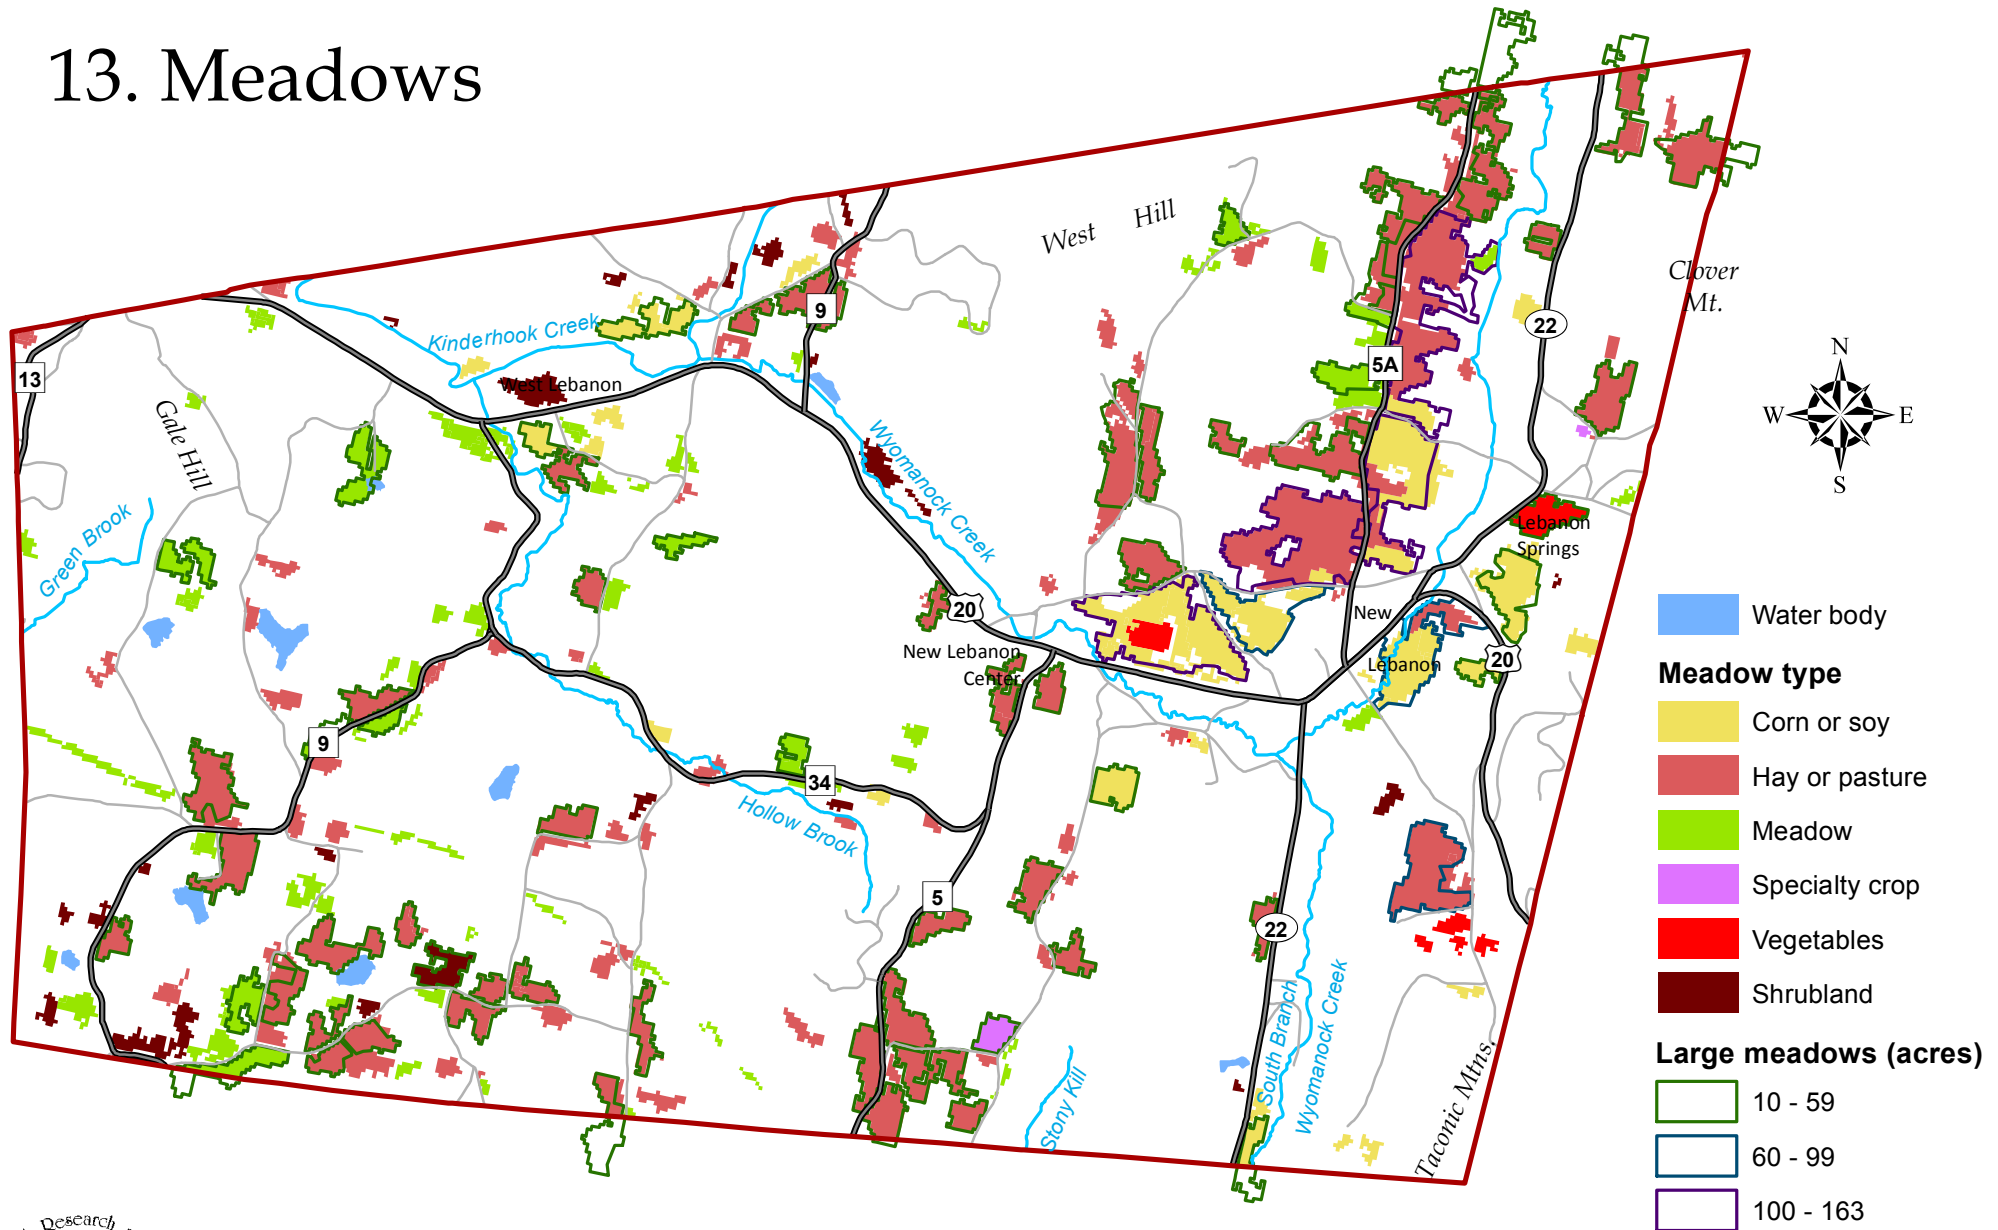 13. Meadows
West Hill
Clover
Mt.
Kinderhook Creek
9
22
13
West Lebanon
5A
N
W E
S
Gale Hill
Wyomanock Creek
Green Brook
Lebanon
Springs
20
New
Lebanon
20
New Lebanon
Center
9
34
Hollow Brook
5
22
South Branch
Wyomanock Creek
Stony Kill
Taconic Mtns.
Water body
Meadow type
Corn or soy
Hay or pasture
Meadow
Specialty crop
Vegetables
Shrubland
Large meadows (acres)
10 - 59
60 - 99
100 - 163
Research